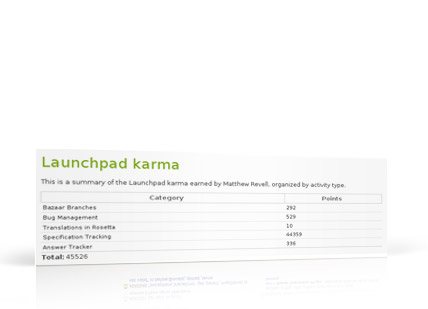 Launchpad karma
This is a summary of the Launchpad karma earned by Matthew Revell, organized by activity type.
Category Points
Bazaar Branches 292
Bug Management 529
Translations in Rosetta 10
Specification Tracking 44359
Answer Tracker 336
Total: 45526